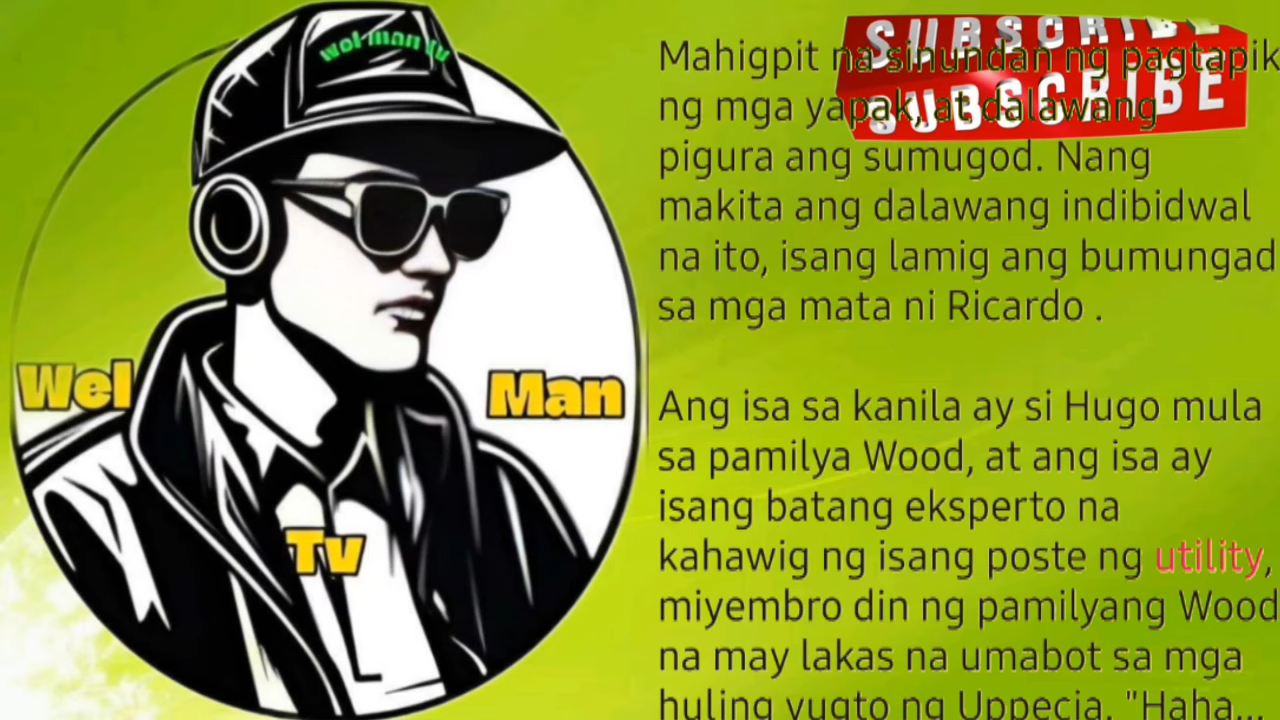 wel man tv
SUBSCRIBE
SUBSCRIBE
Wel
Man
Tv
Mahigpit na sinundan ng pagtapik
ng mga yapak, at dalawang
pigura ang sumugod. Nang
makita ang dalawang indibidwal
na ito, isang lamig ang bumungad
sa mga mata ni Ricardo .
Ang isa sa kanila ay si Hugo mula
sa pamilya Wood, at ang isa ay
isang batang eksperto na
kahawig ng isang poste ng utility,
miyembro din ng pamilyang Wood
na may lakas na umabot sa mga
huling yugto ng Uppecia. "Haha...